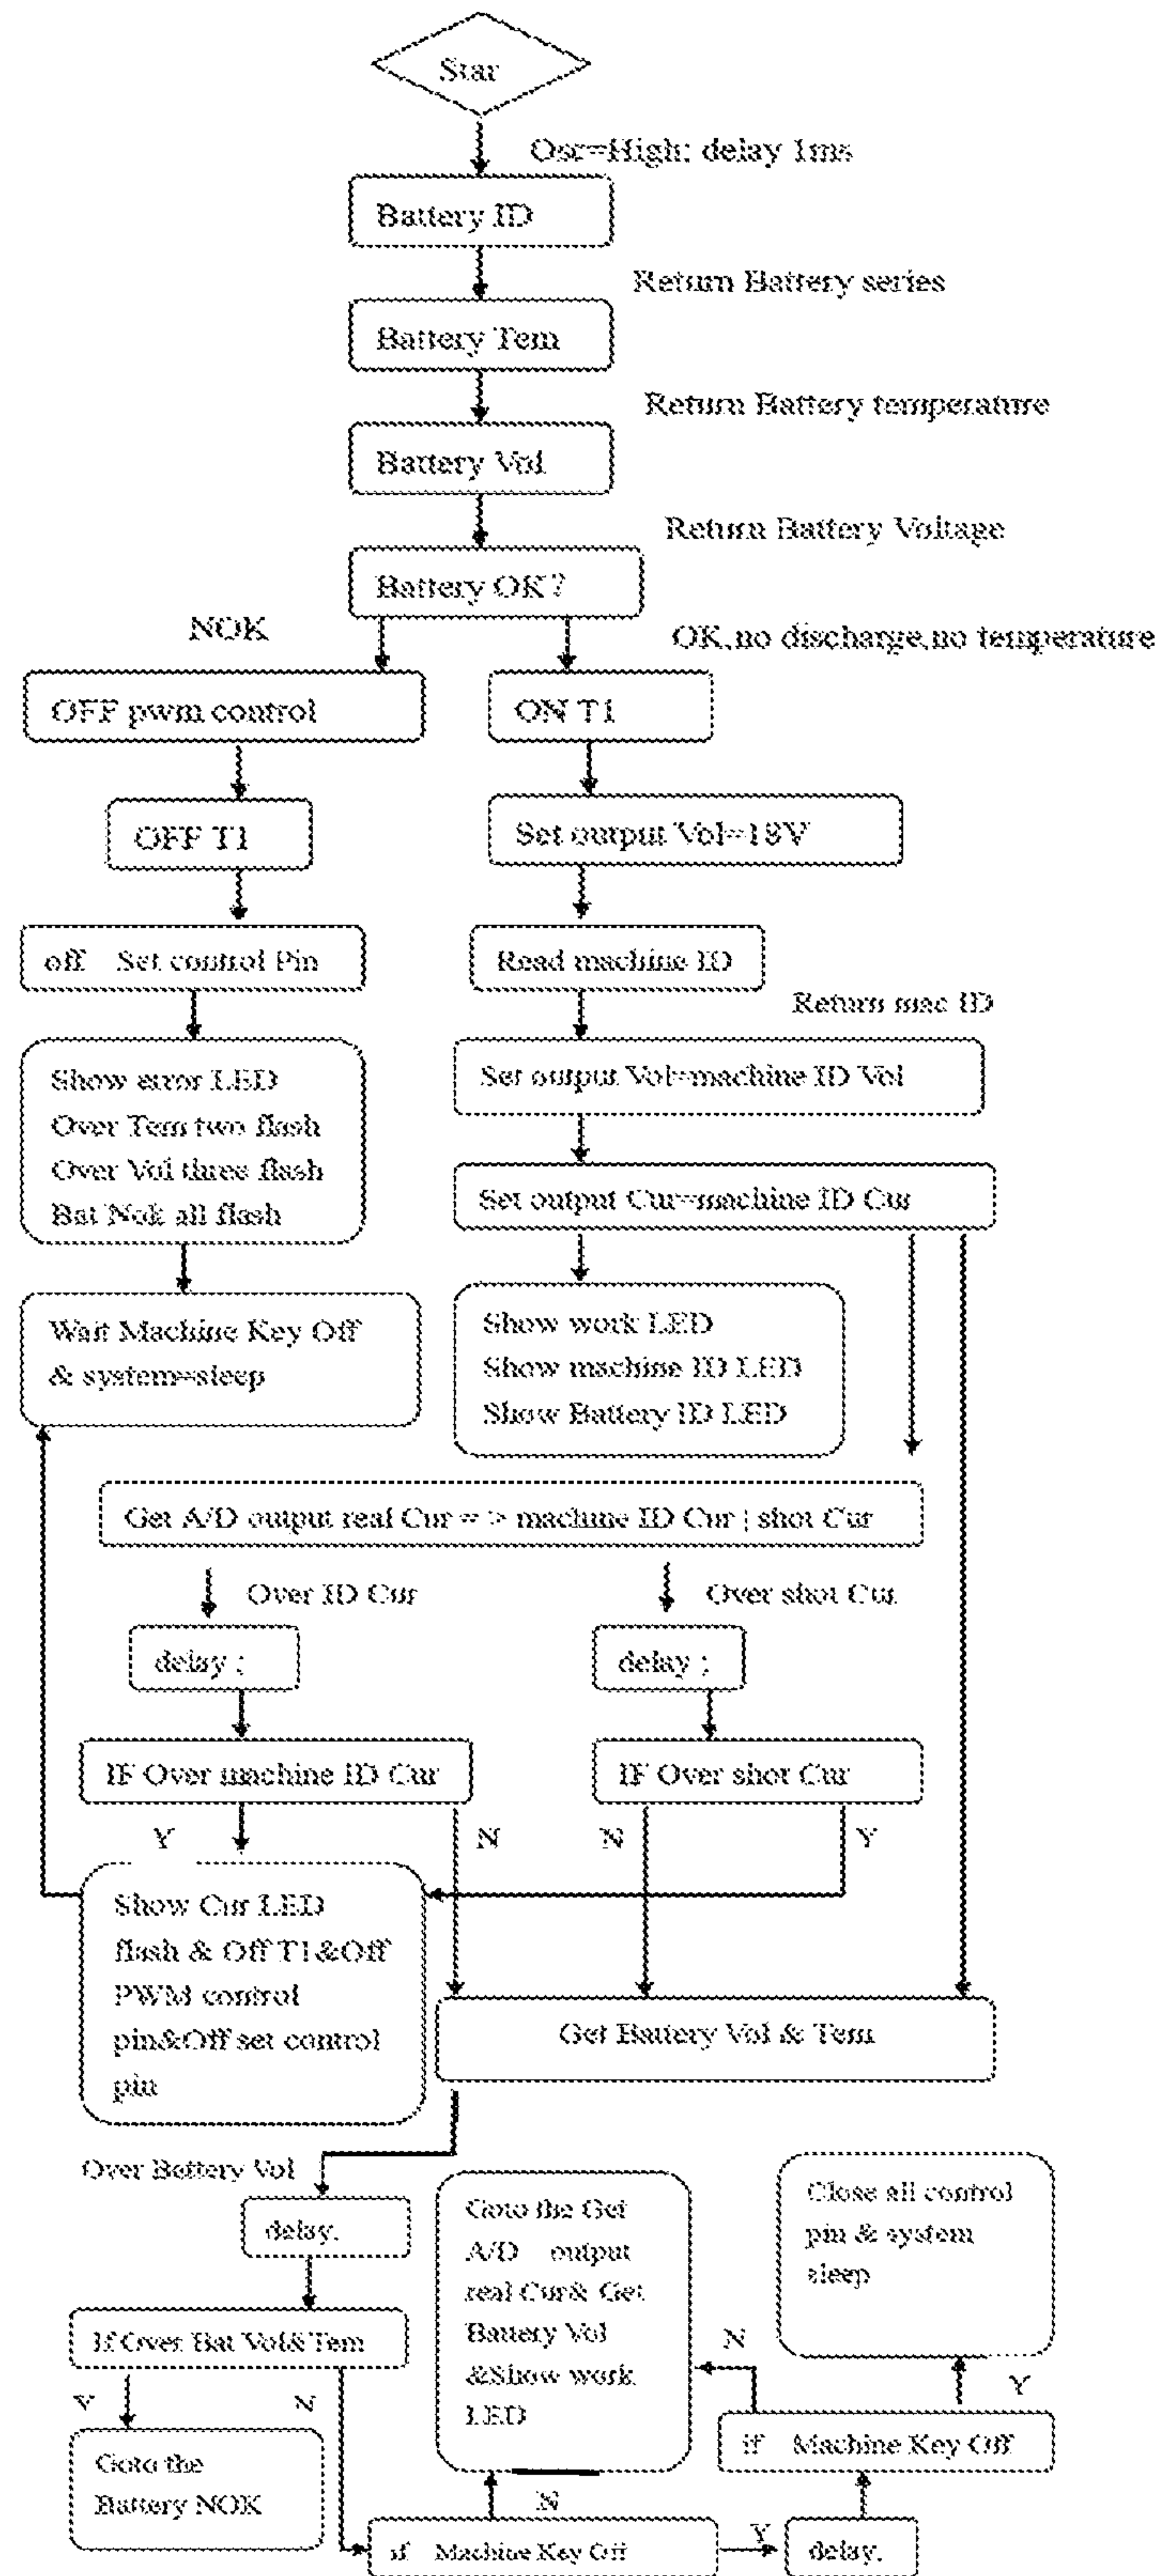 Star
Osc=High; delay 1ms
Battery ID
Return Battery series
Battery Tem
Return Battery temperature
Battery Vol
Return Battery Voltage
Battery OK?
NOK
OK,no discharge,no temperature
OFF pwm control
ON T1
OFF T1
Set output Vol=18V
off Set control Pin
Read machine ID
Return mac ID
Show error LED
Over Tem two flash
Over Vol three flash
Bat Nok all flash
Set output Vol=machine ID Vol
Set output Cur=machine ID Cur
Wait Machine Key Off
& system=sleep
Show work LED
Show machine ID LED
Show Battery ID LED
Get A/D output real Cur = > machine ID Cur | shot Cur
Over ID Cur
Over shot Cur
delay ;
delay ;
IF Over machine ID Cur
IF Over shot Cur
Y
N
N
Y
Show Cur LED
flash & Off T1&Off
PWM control
pin&Off set control
pin
Get Battery Vol & Tem
Over Battery Vol
delay.
If Over Bat Vol&Tem
Y
N
Goto the
Battery NOK
Goto the Get
A/D output
real Cur& Get
Battery Vol
&Show work
LED
Close all control
pin & system
sleep
N
Y
if Machine Key Off
N
if Machine Key Off
Y
delay.